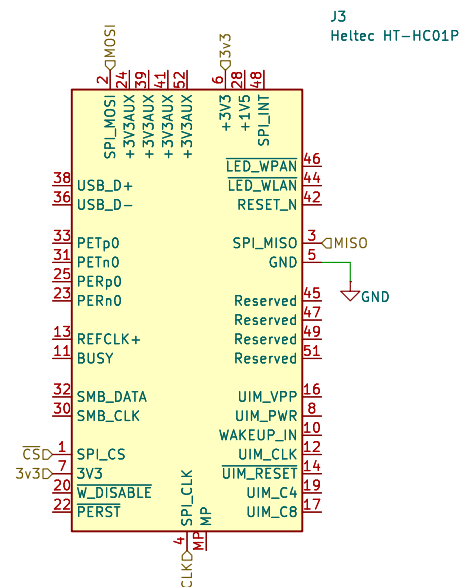 J3
Heltec HT-HC01P
MOSI
3v3
2 24 39 41 52 6 28 48
SPI_MOSI +3V3AUX +3V3AUX +3V3AUX +3V3AUX +3V3 +1V5 SPI_INT
LED_WPAN 46
38 USB_D+ LED_WLAN 44
36 USB_D- RESET_N 42
33 PETp0 SPI_MISO 3 MISO
31 PETn0 GND 5
25 PERp0
23 PERn0 Reserved 45
GND
Reserved 47
13 REFCLK+ Reserved 49
11 BUSY Reserved 51
32 SMB_DATA UIM_VPP 16
30 SMB_CLK UIM_PWR 8
WAKEUP_IN 10
CS 1 SPI_CS UIM_CLK 12
3v3 7 3V3 UIM_RESET 14
20 W_DISABLE UIM_C4 19
22 PERST UIM_C8 17
SPI_CLK MP
4 MP
CLK